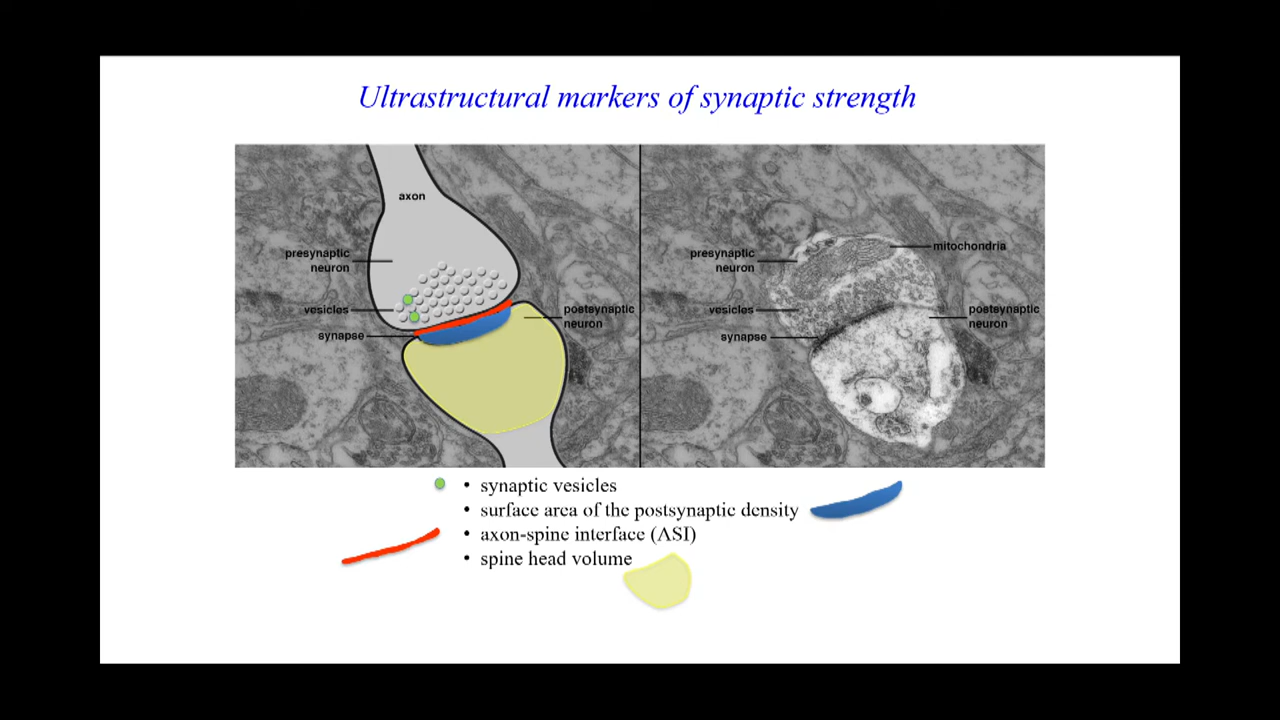 Ultrastructural markers of synaptic strength
axon
presynaptic
neuron
vesicles
synapse
postsynaptic
neuron
presynaptic
neuron
vesicles
synapse
mitochondria
postsynaptic
neuron
• synaptic vesicles
• surface area of the postsynaptic density
• axon-spine interface (ASI)
• spine head volume